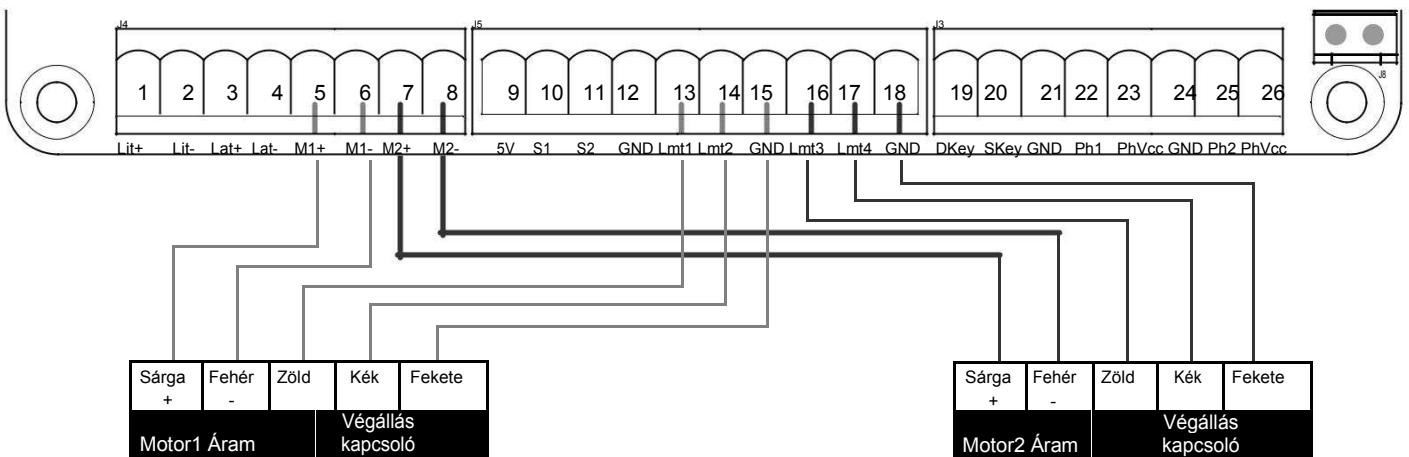 J4 J5 J3
J8
1 2 3 4 5 6 7 8 9 10 11 12 13 14 15 16 17 18 19 20 21 22 23 24 25 26
Lit+ Lit- Lat+ Lat- M1+ M1- M2+ M2- 5V S1 S2 GND Lmt1 Lmt2 GND Lmt3 Lmt4 GND DKey SKey GND Ph1 PhVcc GND Ph2 PhVcc
Sárga Fehér Zöld Kék Fekete
+ -
Motor1 Áram
Végállás
kapcsoló
Sárga Fehér Zöld Kék Fekete
+ -
Motor2 Áram
Végállás
kapcsoló